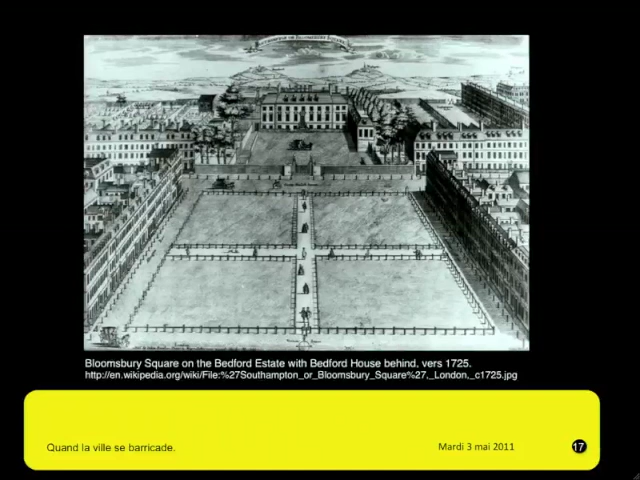 Bloomsbury Square on the Bedford Estate with Bedford House behind, vers 1725.
http://en.wikipedia.org/wiki/File:%27Southampton_or_Bloomsbury_Square%27,_London,_c1725.jpg
Quand la ville se barricade.
Mardi 3 mai 2011
17